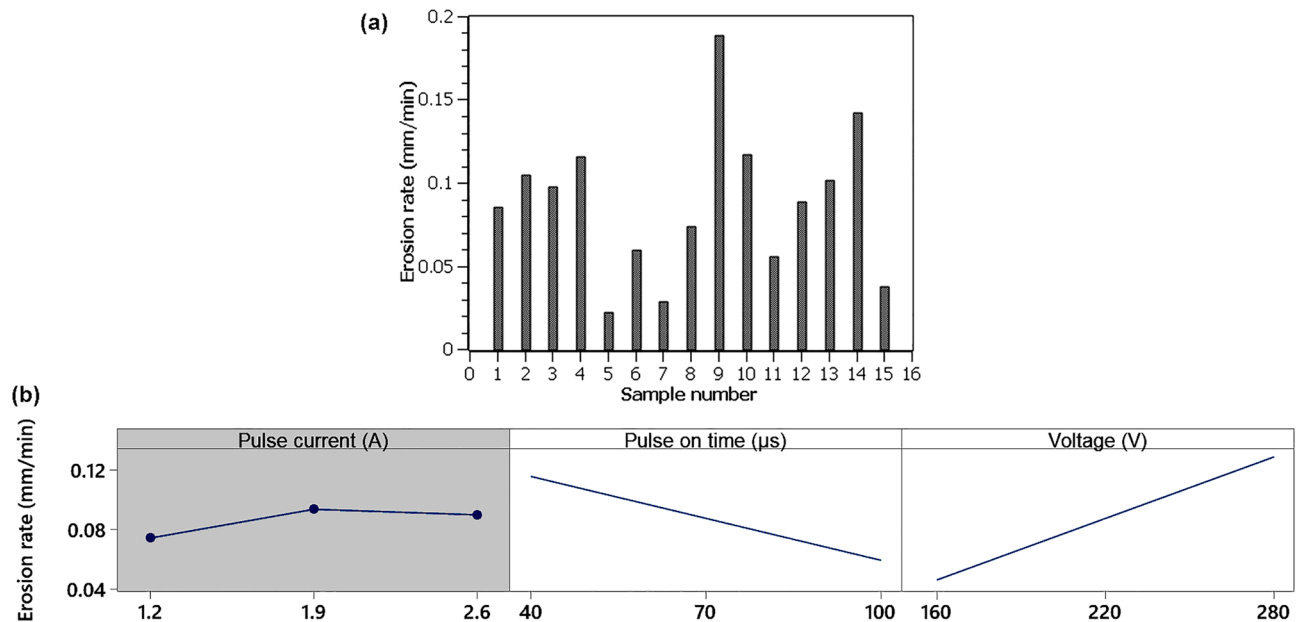 (a)
Erosion rate (mm/min)
0.2
0.15
0.1
0.05
0
0 1 2 3 4 5 6 7 8 9 10 11 12 13 14 15 16
Sample number
(b)
Erosion rate (mm/min)
Pulse current (A) Pulse on time (µs) Voltage (V)
0.12
0.08
0.04
1.2 1.9 2.6 40 70 100 160 220 280